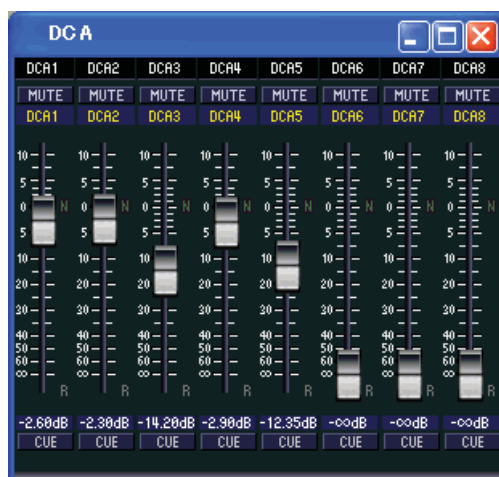 DCA
DCA1 DCA2 DCA3 DCA4 DCA5 DCA6 DCA7 DCA8
MUTE MUTE MUTE MUTE MUTE MUTE MUTE MUTE
DCA1 DCA2 DCA3 DCA4 DCA5 DCA6 DCA7 DCA8
10 10 10 10 10 10 10 10
5 5 5 5 5 5 5 5
0 N 0 N 0 N 0 N 0 N 0 N 0 N 0 N
5 5 5 5 5 5 5 5
10 10 10 10 10 10 10 10
20 20 20 20 20 20 20 20
30 30 30 30 30 30 30 30
40 40 40 40 40 40 40 40
50 50 50 50 50 50 50 50
60 60 60 60 60 60 60 60
∞ ∞ ∞ ∞ ∞ ∞ ∞ ∞
R R R R R R R R
-2.60dB -2.30dB -14.20dB -2.90dB -12.35dB -∞dB -∞dB -∞dB
CUE CUE CUE CUE CUE CUE CUE CUE